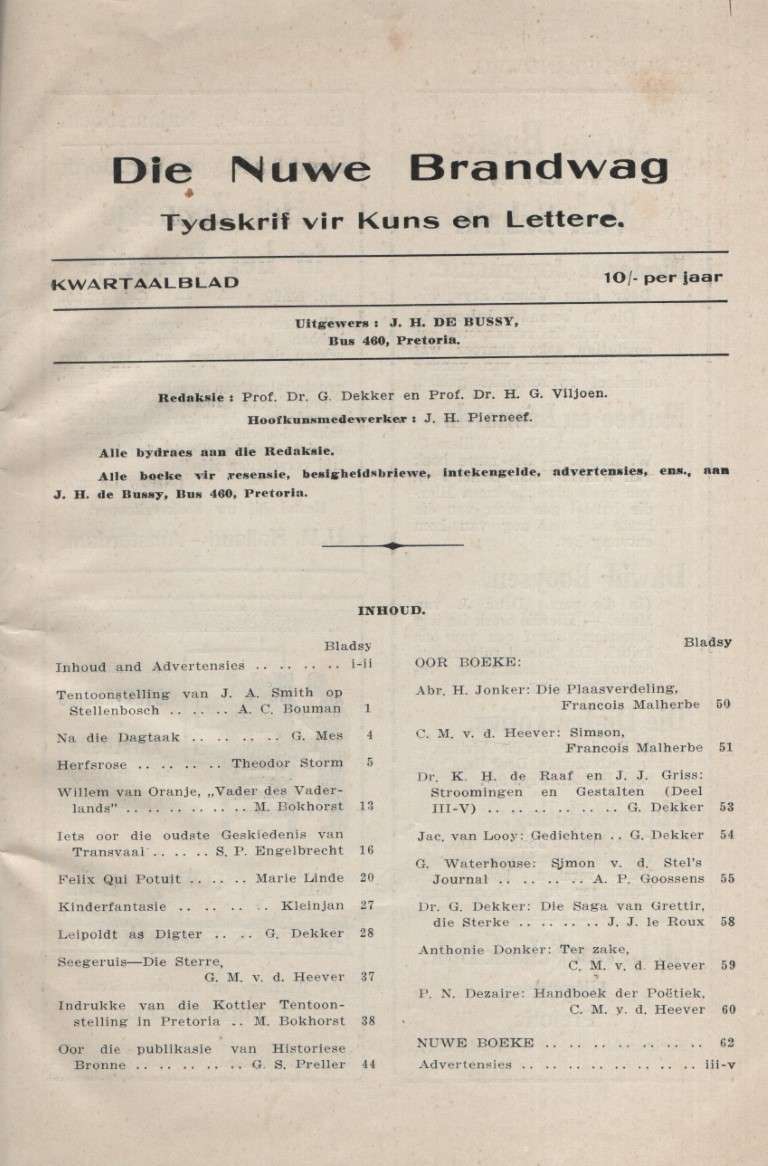 Die Nuwe Brandwag
Tydskrif vir Kuns en Lettere.
KWARTAALBLAD 10/- per jaar
Uitgewers : J. H. DE BUSSY,
Bus 460, Pretoria.
Redaksie : Prof. Dr. G. Dekker en Prof. Dr. H. G. Viljoen.
Hoofkunsmedewerker : J. H. Pierneef.
Alle bydraes aan die Redaksie.
Alle boeke vir resensie, besigheidsbriewe, intekengelde, advertensies, ens., aan
J. H. de Bussy, Bus 460, Pretoria.
INHOUD.
Bladsy
Inhoud and Advertensies .. .. .. .. .. i-ii
Tentoonstelling van J. A. Smith op
Stellenbosch .. .. .. A. C. Bouman 1
Na die Dagtaak .. .. .. .. G. Mes 4
Herfsrose .. .. .. .. Theodor Storm 5
Willem van Oranje, „Vader des Vader-
lands” .. .. .. .. .. .. M. Bokhorst 13
Iets oor die oudste Geskiedenis van
Transvaal .. .. .. S. P. Engelbrecht 16
Felix Qui Potuit .. .. .. Marie Linde 20
Kinderfantasie .. .. .. .. Kleinjan 27
Leipoldt as Digter .. .. .. G. Dekker 28
Seegeruis—Die Sterre,
G. M. v. d. Heever 37
Indrukke van die Kottler Tentoon-
stelling in Pretoria .. M. Bokhorst 38
Oor die publikasie van Historiese
Bronne .. .. .. .. .. G. S. Preller 44
Bladsy
OOR BOEKE:
Abr. H. Jonker: Die Plaasverdeling,
Francois Malherbe 50
C. M. v. d. Heever: Simson,
Francois Malherbe 51
Dr. K. H. de Raaf en J. J. Griss:
Stroomingen en Gestalten (Deel
III-V) .. .. .. .. .. .. G. Dekker 53
Jac. van Looy: Gedichten .. G. Dekker 54
G. Waterhouse: Simon v. d. Stel's
Journal .. .. .. .. A. P. Goossens 55
Dr. G. Dekker: Die Saga van Grettir,
die Sterke .. .. .. .. J. J. le Roux 58
Anthonie Donker: Ter zake,
C. M. v. d. Heever 59
P. N. Dezaire: Handboek der Poëtiek,
C. M. v. d. Heever 60
NUWE BOEKE .. .. .. .. .. .. .. 62
Advertensies .. .. .. .. .. .. .. .. iii-v